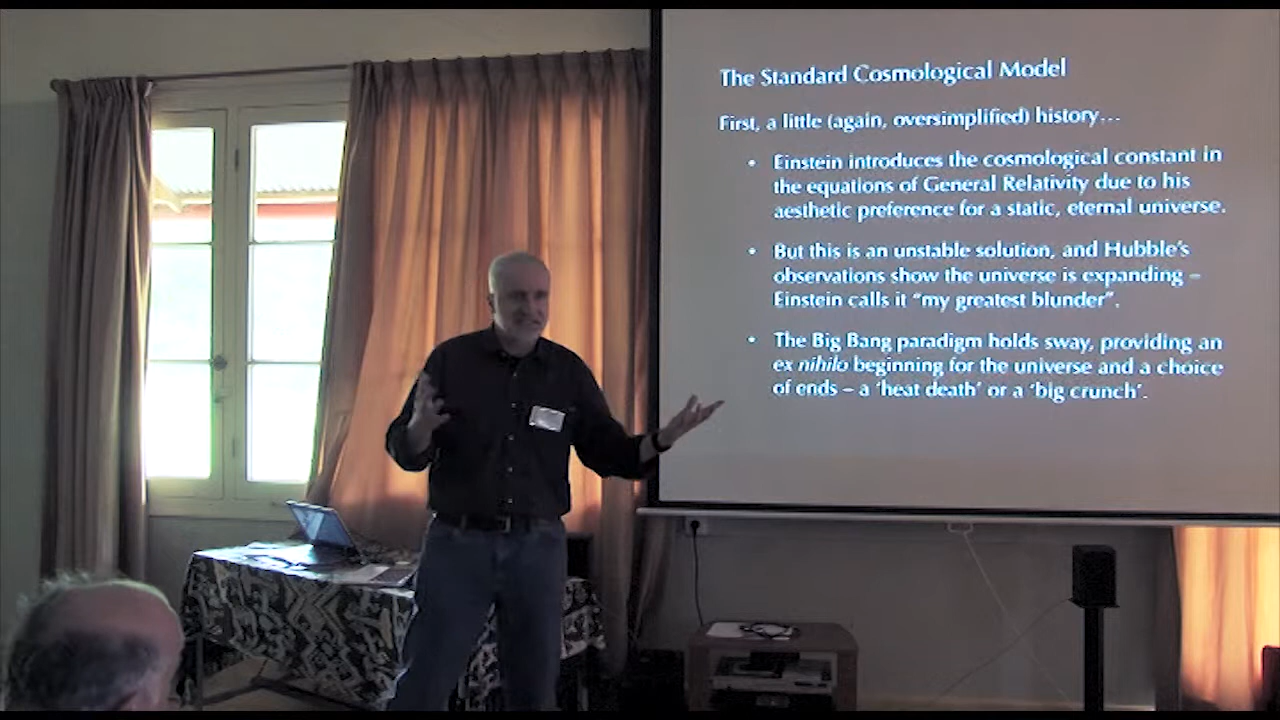 The Standard Cosmological Model
First, a little (again, oversimplified) history…
• Einstein introduces the cosmological constant in
the equations of General Relativity due to his
aesthetic preference for a static, eternal universe.
• But this is an unstable solution, and Hubble's
observations show the universe is expanding –
Einstein calls it "my greatest blunder".
• The Big Bang paradigm holds sway, providing an
ex nihilo beginning for the universe and a choice
of ends – a 'heat death' or a 'big crunch'.